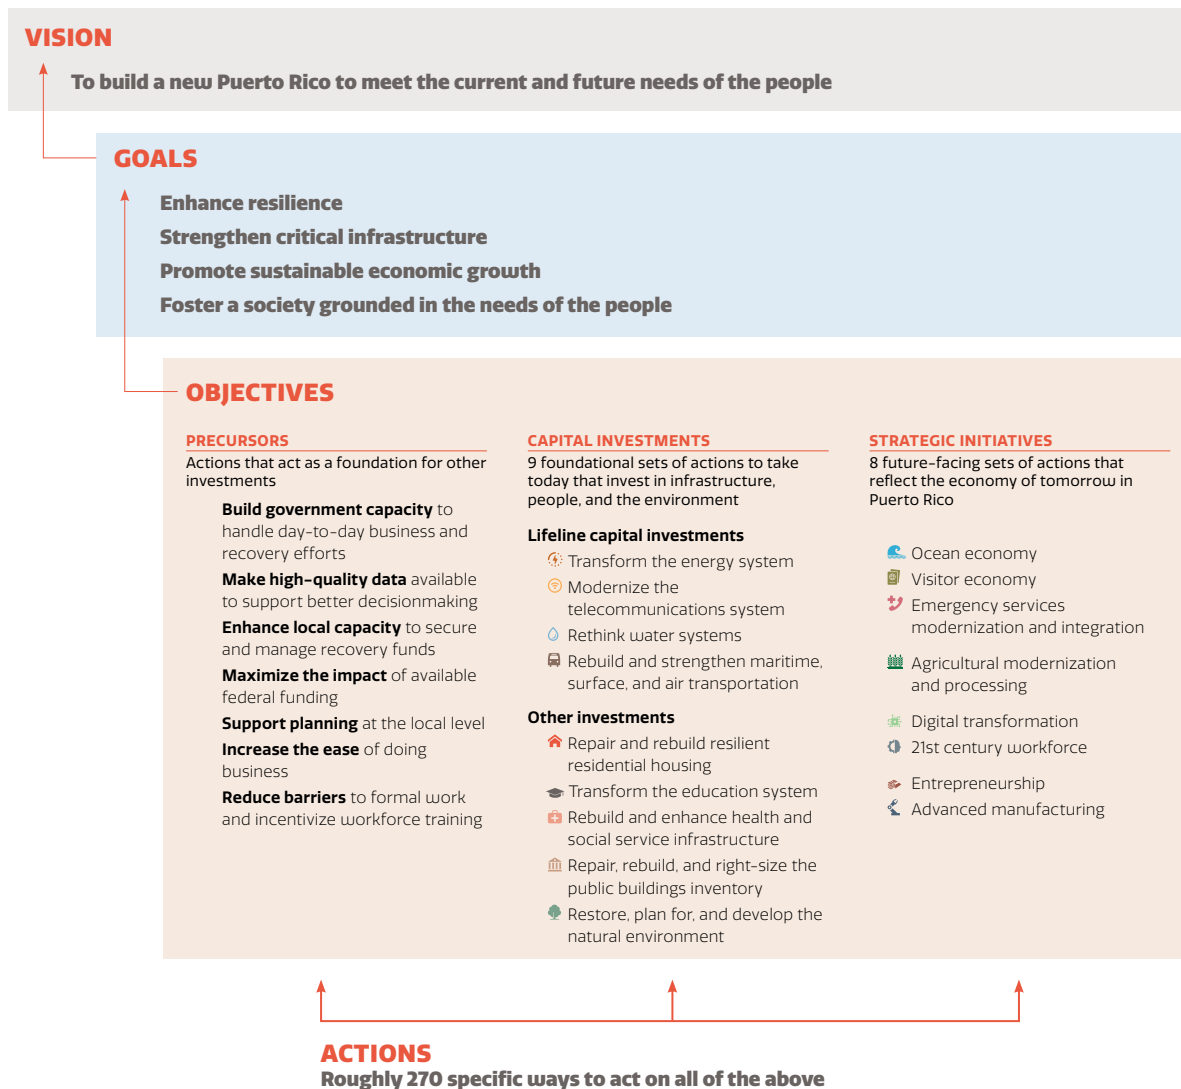 VISION
To build a new Puerto Rico to meet the current and future needs of the people
GOALS
Enhance resilience
Strengthen critical infrastructure
Promote sustainable economic growth
Foster a society grounded in the needs of the people
OBJECTIVES
PRECURSORS
Actions that act as a foundation for other
investments
Build government capacity to
handle day-to-day business and
recovery efforts
Make high-quality data available
to support better decisionmaking
Enhance local capacity to secure
and manage recovery funds
Maximize the impact of available
federal funding
Support planning at the local level
Increase the ease of doing
business
Reduce barriers to formal work
and incentivize workforce training
CAPITAL INVESTMENTS
9 foundational sets of actions to take
today that invest in infrastructure,
people, and the environment
Lifeline capital investments
Transform the energy system
Modernize the
telecommunications system
Rethink water systems
Rebuild and strengthen maritime,
surface, and air transportation
Other investments
Repair and rebuild resilient
residential housing
Transform the education system
Rebuild and enhance health and
social service infrastructure
Repair, rebuild, and right-size the
public buildings inventory
Restore, plan for, and develop the
natural environment
STRATEGIC INITIATIVES
8 future-facing sets of actions that
reflect the economy of tomorrow in
Puerto Rico
Ocean economy
Visitor economy
Emergency services
modernization and integration
Agricultural modernization
and processing
Digital transformation
21st century workforce
Entrepreneurship
Advanced manufacturing
ACTIONS
Roughly 270 specific ways to act on all of the above